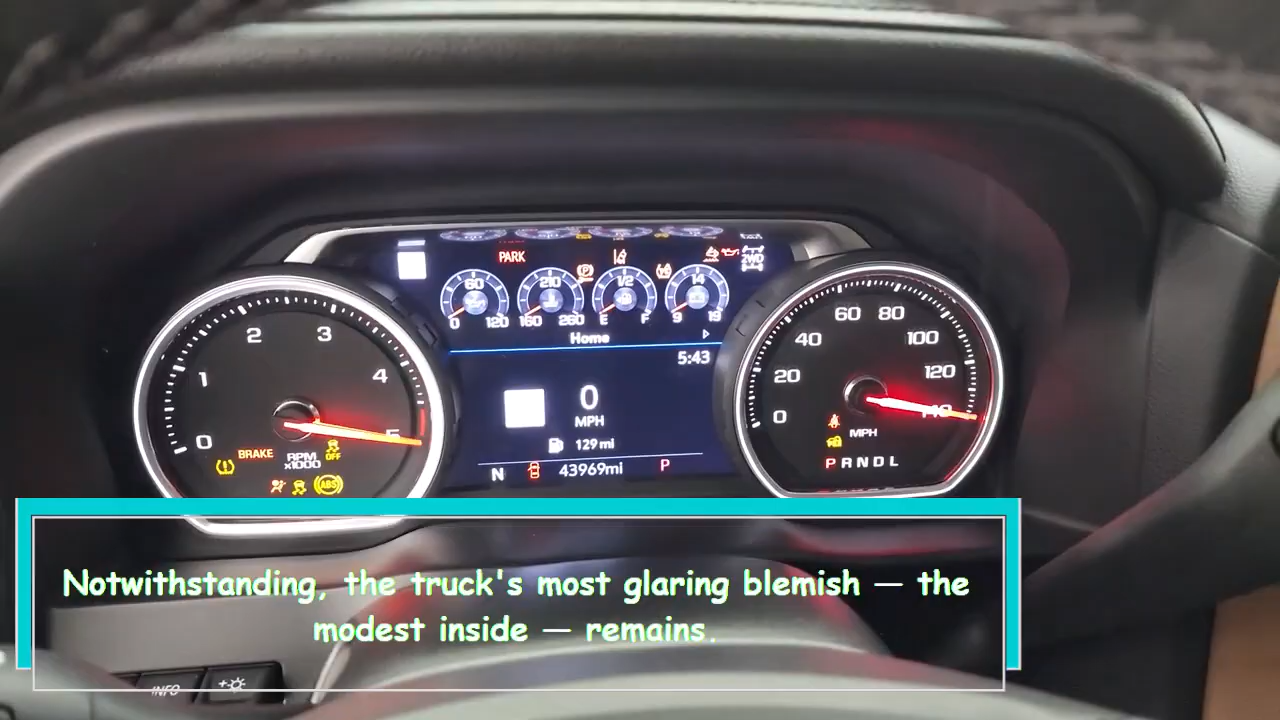 PARK
60
210
1/2
14
2WD
0 120 160 260 E F 9 19
Home
5:43
0
MPH
129 mi
N 43969mi P
0 1 2 3 4 5
BRAKE
RPM
x1000
OFF
ABS
0 20 40 60 80 100 120 140
MPH
PRNDL
Notwithstanding, the truck's most glaring blemish — the
modest inside — remains.
INFO